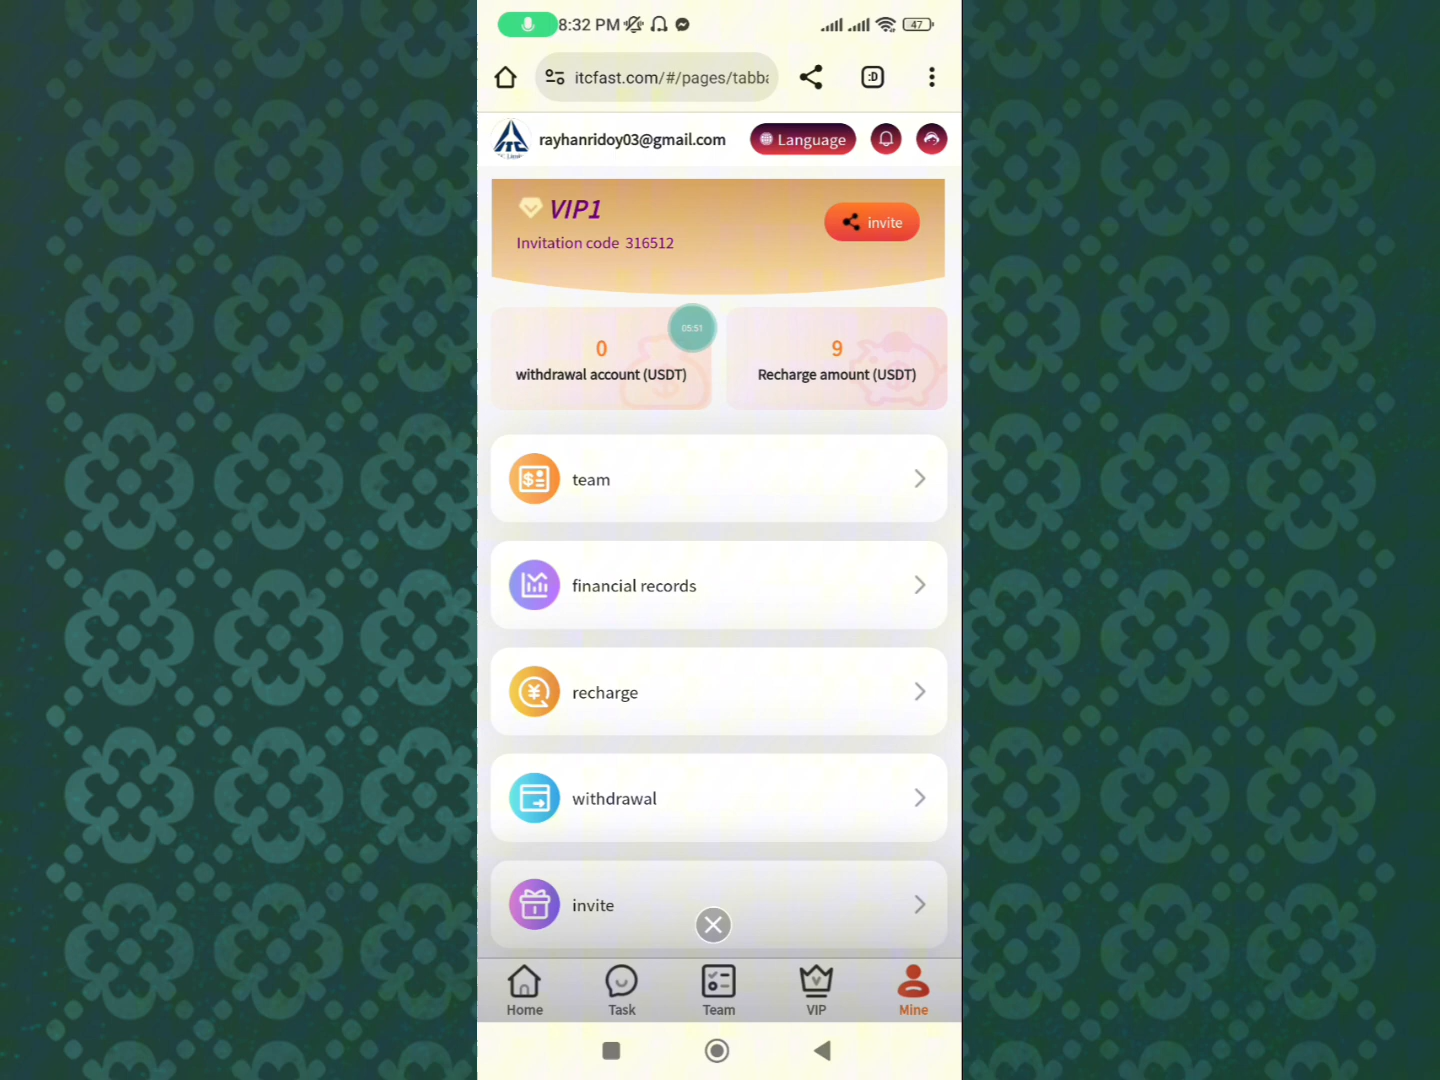 8:32 PM
47
itcfast.com/#/pages/tabba
:D
rayhanridoy03@gmail.com
Language
VIP1
invite
Invitation code 316512
05:51
0
9
withdrawal account (USDT)
Recharge amount (USDT)
team
financial records
recharge
withdrawal
invite
Home
Task
Team
VIP
Mine